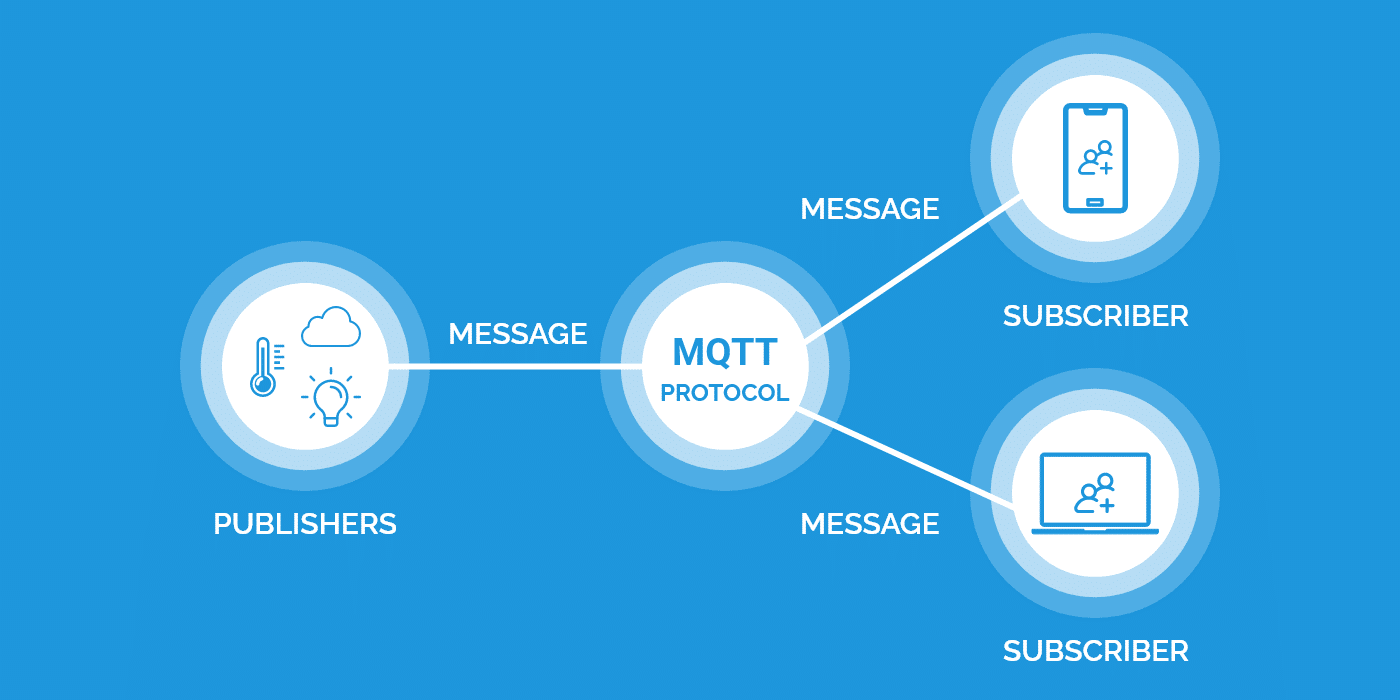 PUBLISHERS
MESSAGE
MQTT
PROTOCOL
MESSAGE
SUBSCRIBER
MESSAGE
SUBSCRIBER